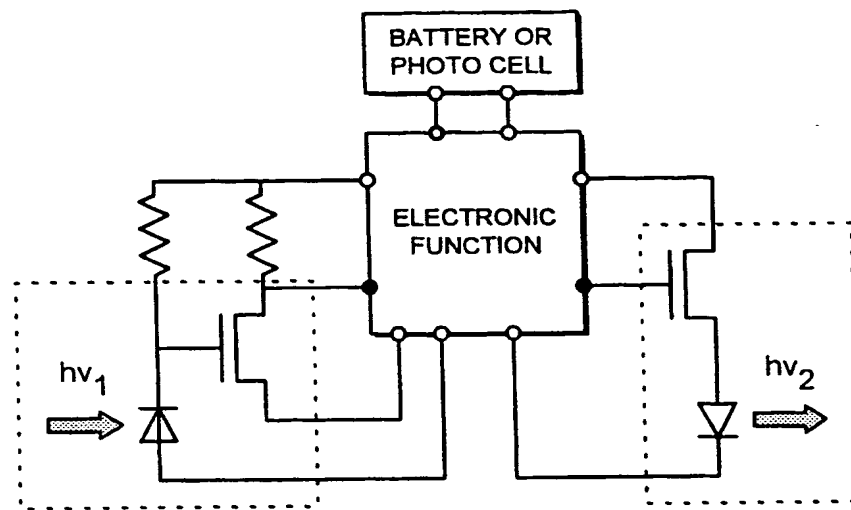 BATTERY OR
PHOTO CELL
ELECTRONIC
FUNCTION
hv₁
hv₂